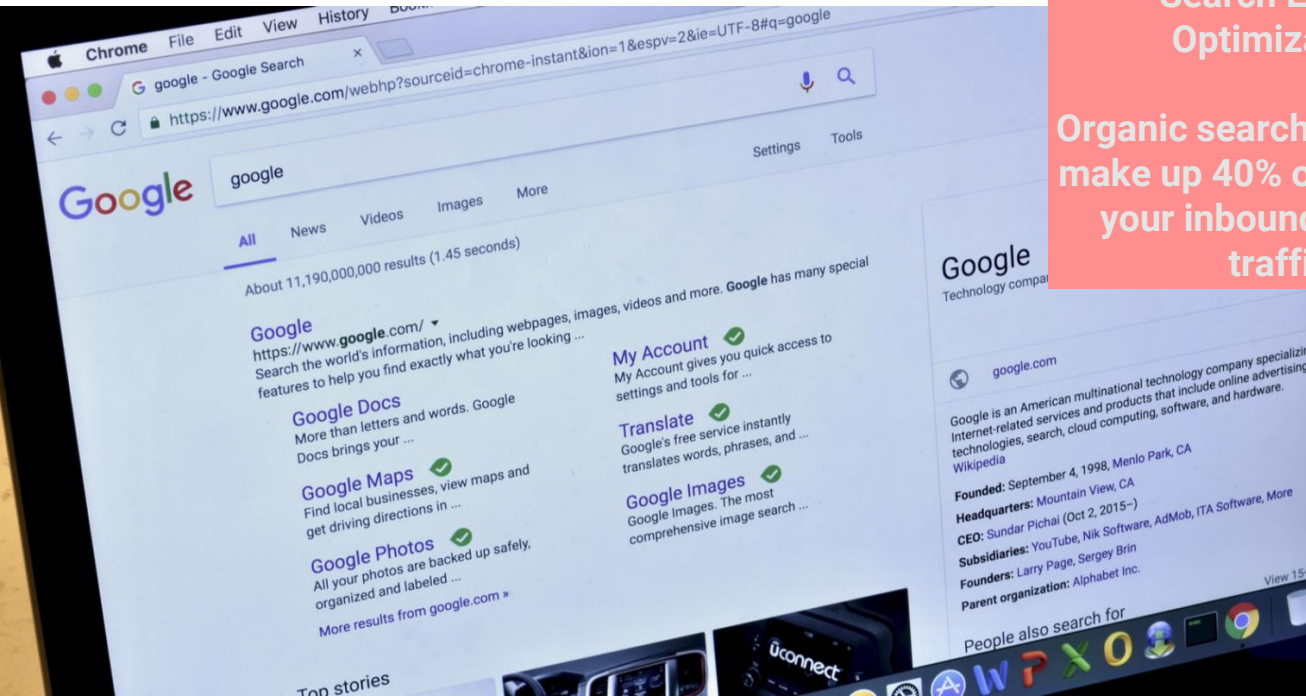 Chrome File Edit View History
google - Google Search
https://www.google.com/webhp?sourceid=chrome-instant&ion=1&espv=2&ie=UTF-8#q=google
Google
google
All News Videos Images More Settings Tools
About 11,190,000,000 results (1.45 seconds)
Google
https://www.google.com/
Search the world's information, including webpages, images, videos and more. Google has many special
features to help you find exactly what you're looking ...
Google Docs
More than letters and words. Google
Docs brings your ...
Google Maps
Find local businesses, view maps and
get driving directions in ...
Google Photos
All your photos are backed up safely,
organized and labeled ...
More results from google.com »
My Account
My Account gives you quick access to
settings and tools for ...
Translate
Google's free service instantly
translates words, phrases, and ...
Google Images
Google Images. The most
comprehensive image search ...
Top stories
uconnect
Google
Technology
google.com
Google is an American multinational technology company
Internet-related services and products that include online advertising
technologies, search, cloud computing, software, and hardware.
Wikipedia
Founded: September 4, 1998, Menlo Park, CA
Headquarters: Mountain View, CA
CEO: Sundar Pichai (Oct 2, 2015–)
Subsidiaries: YouTube, Nik Software, AdMob, ITA Software, More
Founders: Larry Page, Sergey Brin
Parent organization: Alphabet Inc.
View
People also search for
Search
Organic search
make up 40%
your